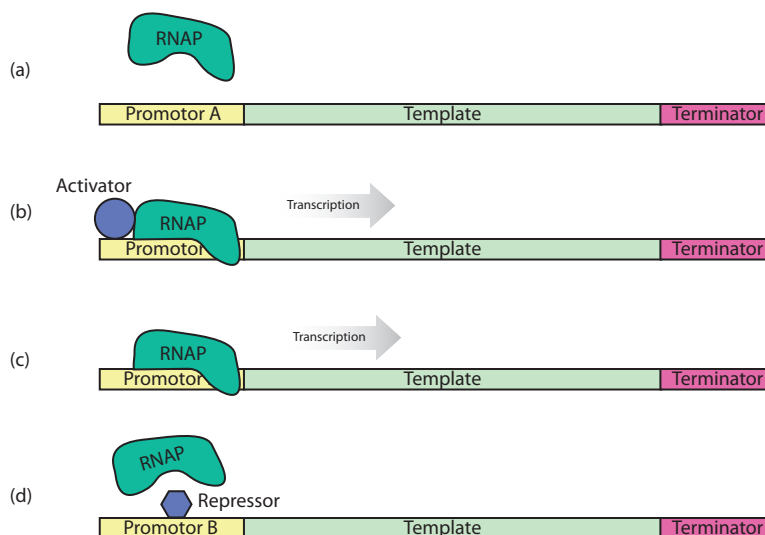 RNAP
(a)
Promotor A Template Terminator
Activator
(b) RNAP Transcription
Promotor Template Terminator
(c) RNAP Transcription
Promotor Template Terminator
RNAP
(d) Repressor
Promotor B Template Terminator